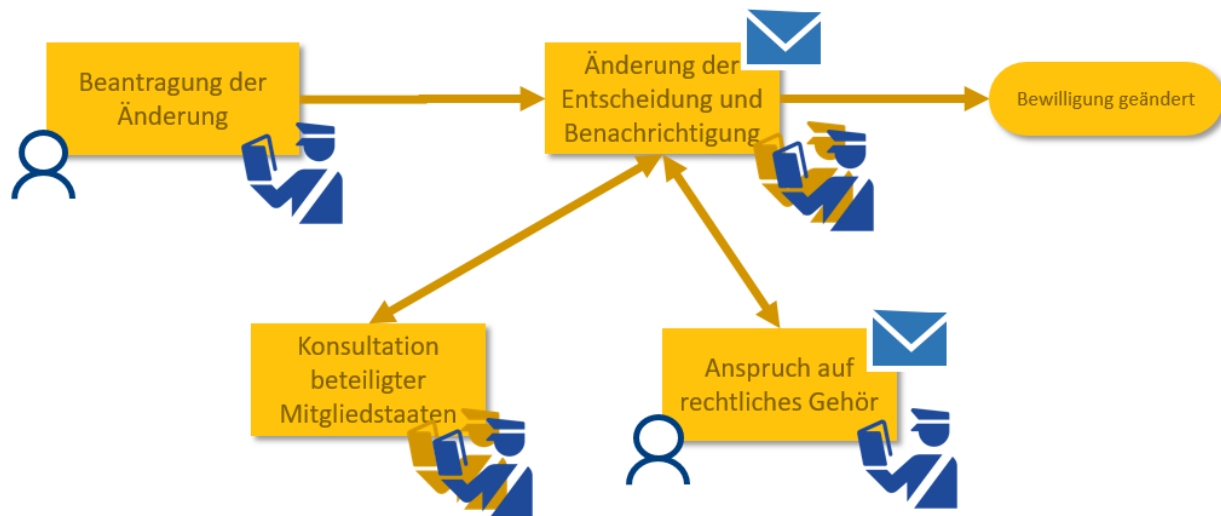 Beantragung der
Änderung
Änderung der
Entscheidung und
Benachrichtigung
Bewilligung geändert
Konsultation
beteiligter
Mitgliedstaaten
Anspruch auf
rechtliches Gehör